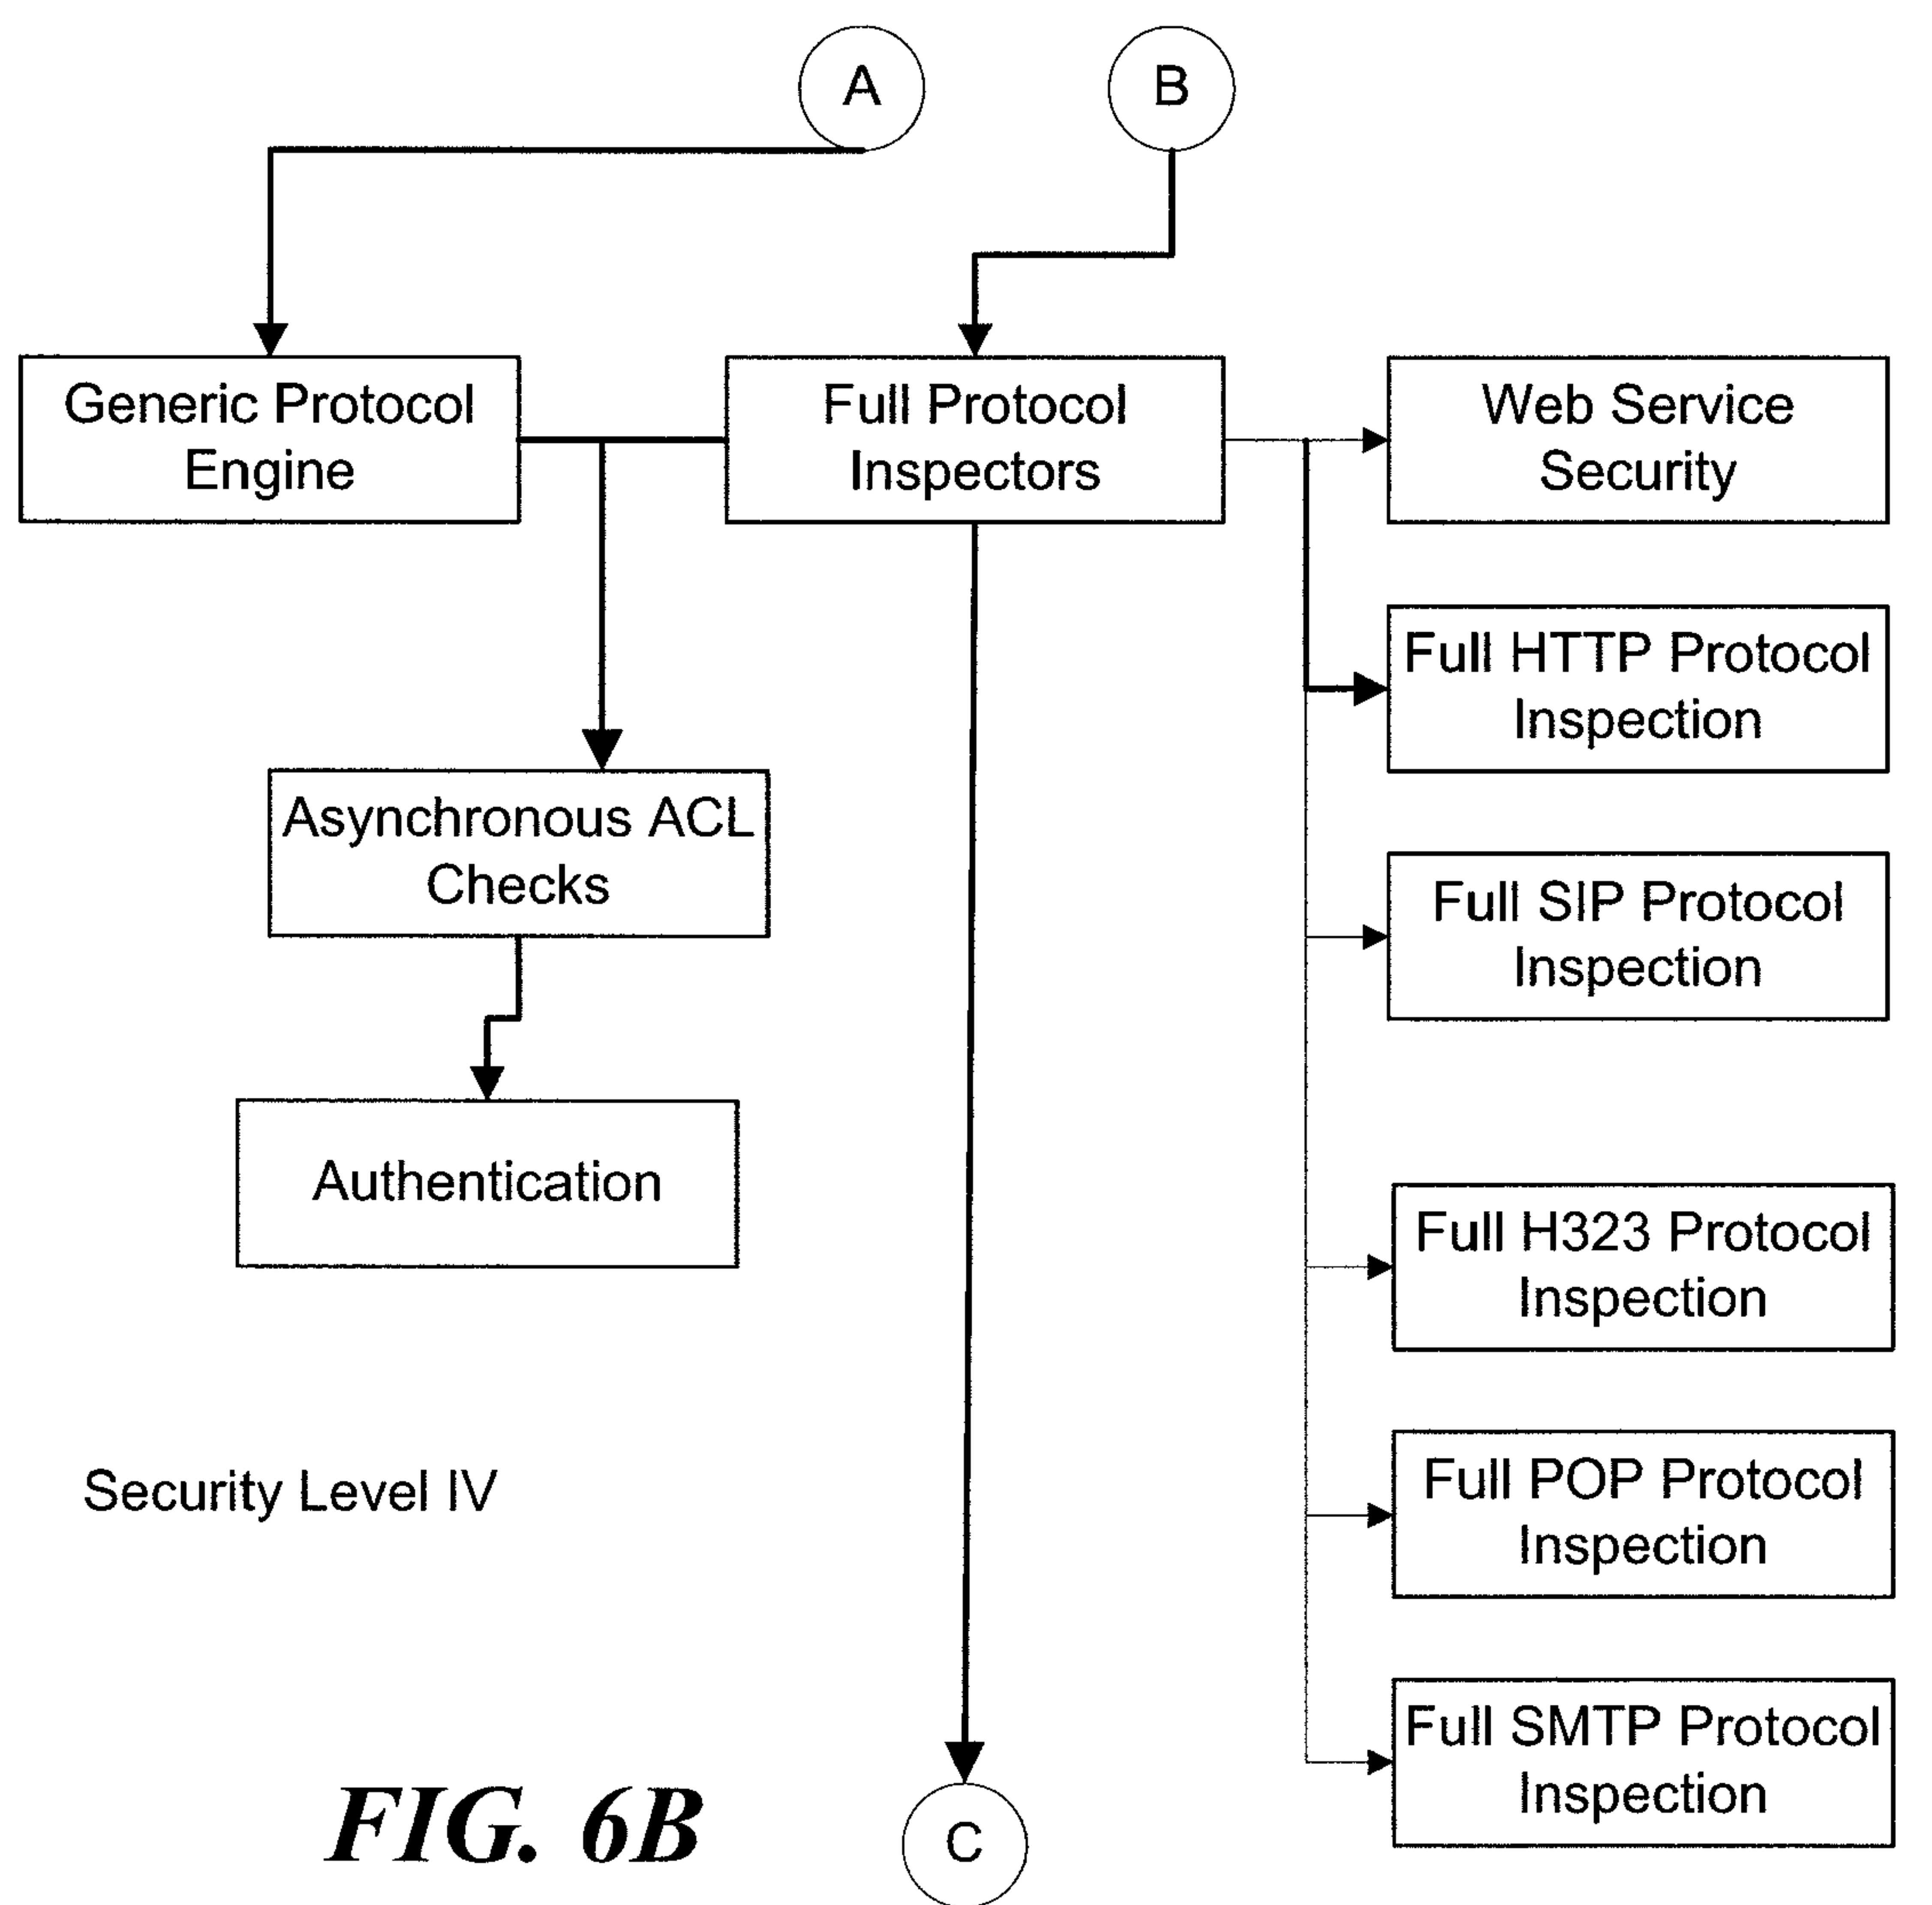 A
B
Generic Protocol
Engine
Full Protocol
Inspectors
Web Service
Security
Full HTTP Protocol
Inspection
Asynchronous ACL
Checks
Full SIP Protocol
Inspection
Authentication
Full H323 Protocol
Inspection
Security Level IV
Full POP Protocol
Inspection
Full SMTP Protocol
Inspection
FIG. 6B
C